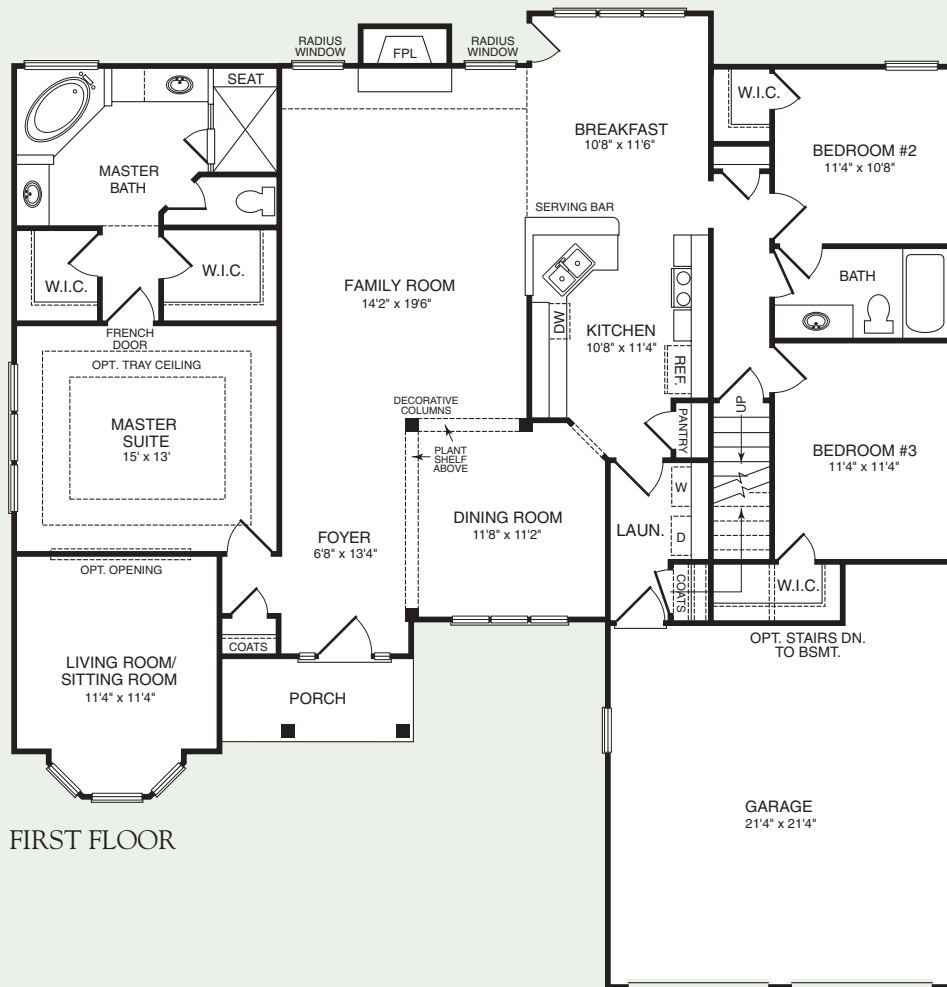 RADIUS
WINDOW
FPL
RADIUS
WINDOW
SEAT
W.I.C.
BREAKFAST
10'8" x 11'6"
BEDROOM #2
11'4" x 10'8"
MASTER
BATH
SERVING BAR
W.I.C.
W.I.C.
FAMILY ROOM
14'2" x 19'6"
BATH
DW
KITCHEN
10'8" x 11'4"
REF.
FRENCH
DOOR
OPT. TRAY CEILING
MASTER
SUITE
15' x 13'
DECORATIVE
COLUMNS
PLANT
SHELF
ABOVE
PANTRY
UP
BEDROOM #3
11'4" x 11'4"
W
DINING ROOM
11'8" x 11'2"
LAUN.
D
FOYER
6'8" x 13'4"
OPT. OPENING
COATS
W.I.C.
COATS
OPT. STAIRS DN.
TO BSMT.
LIVING ROOM/
SITTING ROOM
11'4" x 11'4"
PORCH
GARAGE
21'4" x 21'4"
FIRST FLOOR